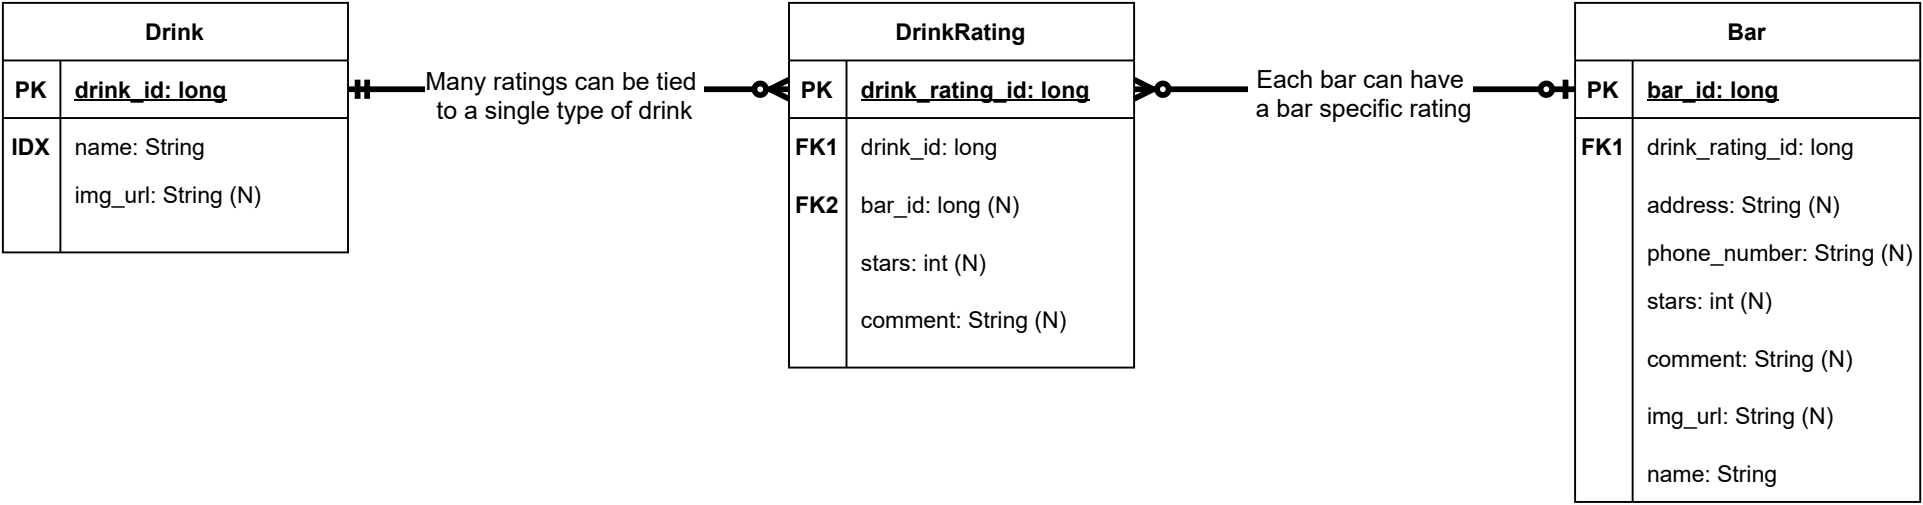 Drink
PK drink_id: long
IDX name: String
img_url: String (N)
Many ratings can be tied
to a single type of drink
DrinkRating
PK drink_rating_id: long
FK1 drink_id: long
FK2 bar_id: long (N)
stars: int (N)
comment: String (N)
Each bar can have
a bar specific rating
Bar
PK bar_id: long
FK1 drink_rating_id: long
address: String (N)
phone_number: String (N)
stars: int (N)
comment: String (N)
img_url: String (N)
name: String